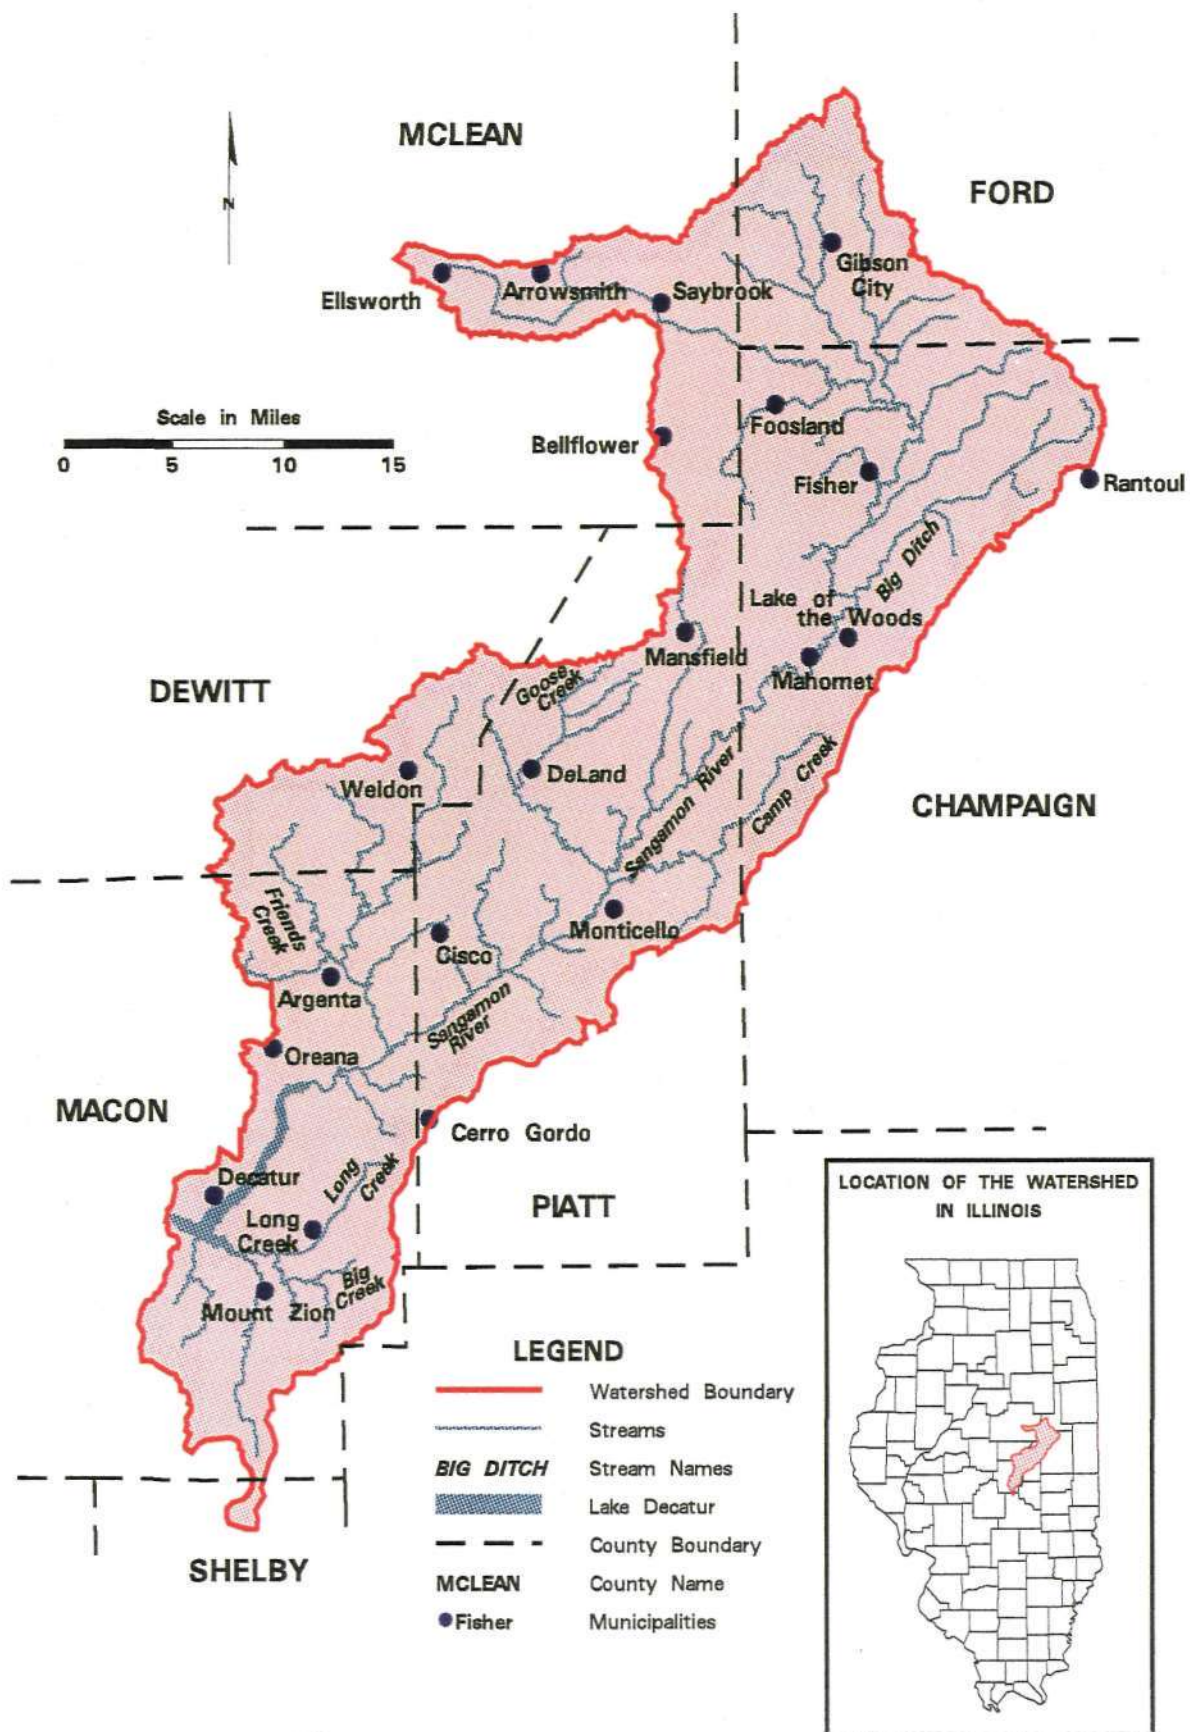 MCLEAN
FORD
N
Gibson
City
Ellsworth
Arrowsmith
Saybrook
Scale in Miles
0 5 10 15
Bellflower
Foosland
Fisher
Rantoul
Big Ditch
Lake of
the Woods
Mansfield
Mahomet
Goose
Creek
DEWITT
Weldon
DeLand
Sangamon River
Camp Creek
CHAMPAIGN
Friends
Creek
Monticello
Cisco
Argenta
Sangamon
River
Oreana
MACON
Cerro Gordo
Decatur
Long
Creek
Long
Creek
PIATT
Big
Creek
Mount Zion
SHELBY
LEGEND
Watershed Boundary
Streams
BIG DITCH Stream Names
Lake Decatur
County Boundary
MCLEAN County Name
Fisher Municipalities
LOCATION OF THE WATERSHED
IN ILLINOIS